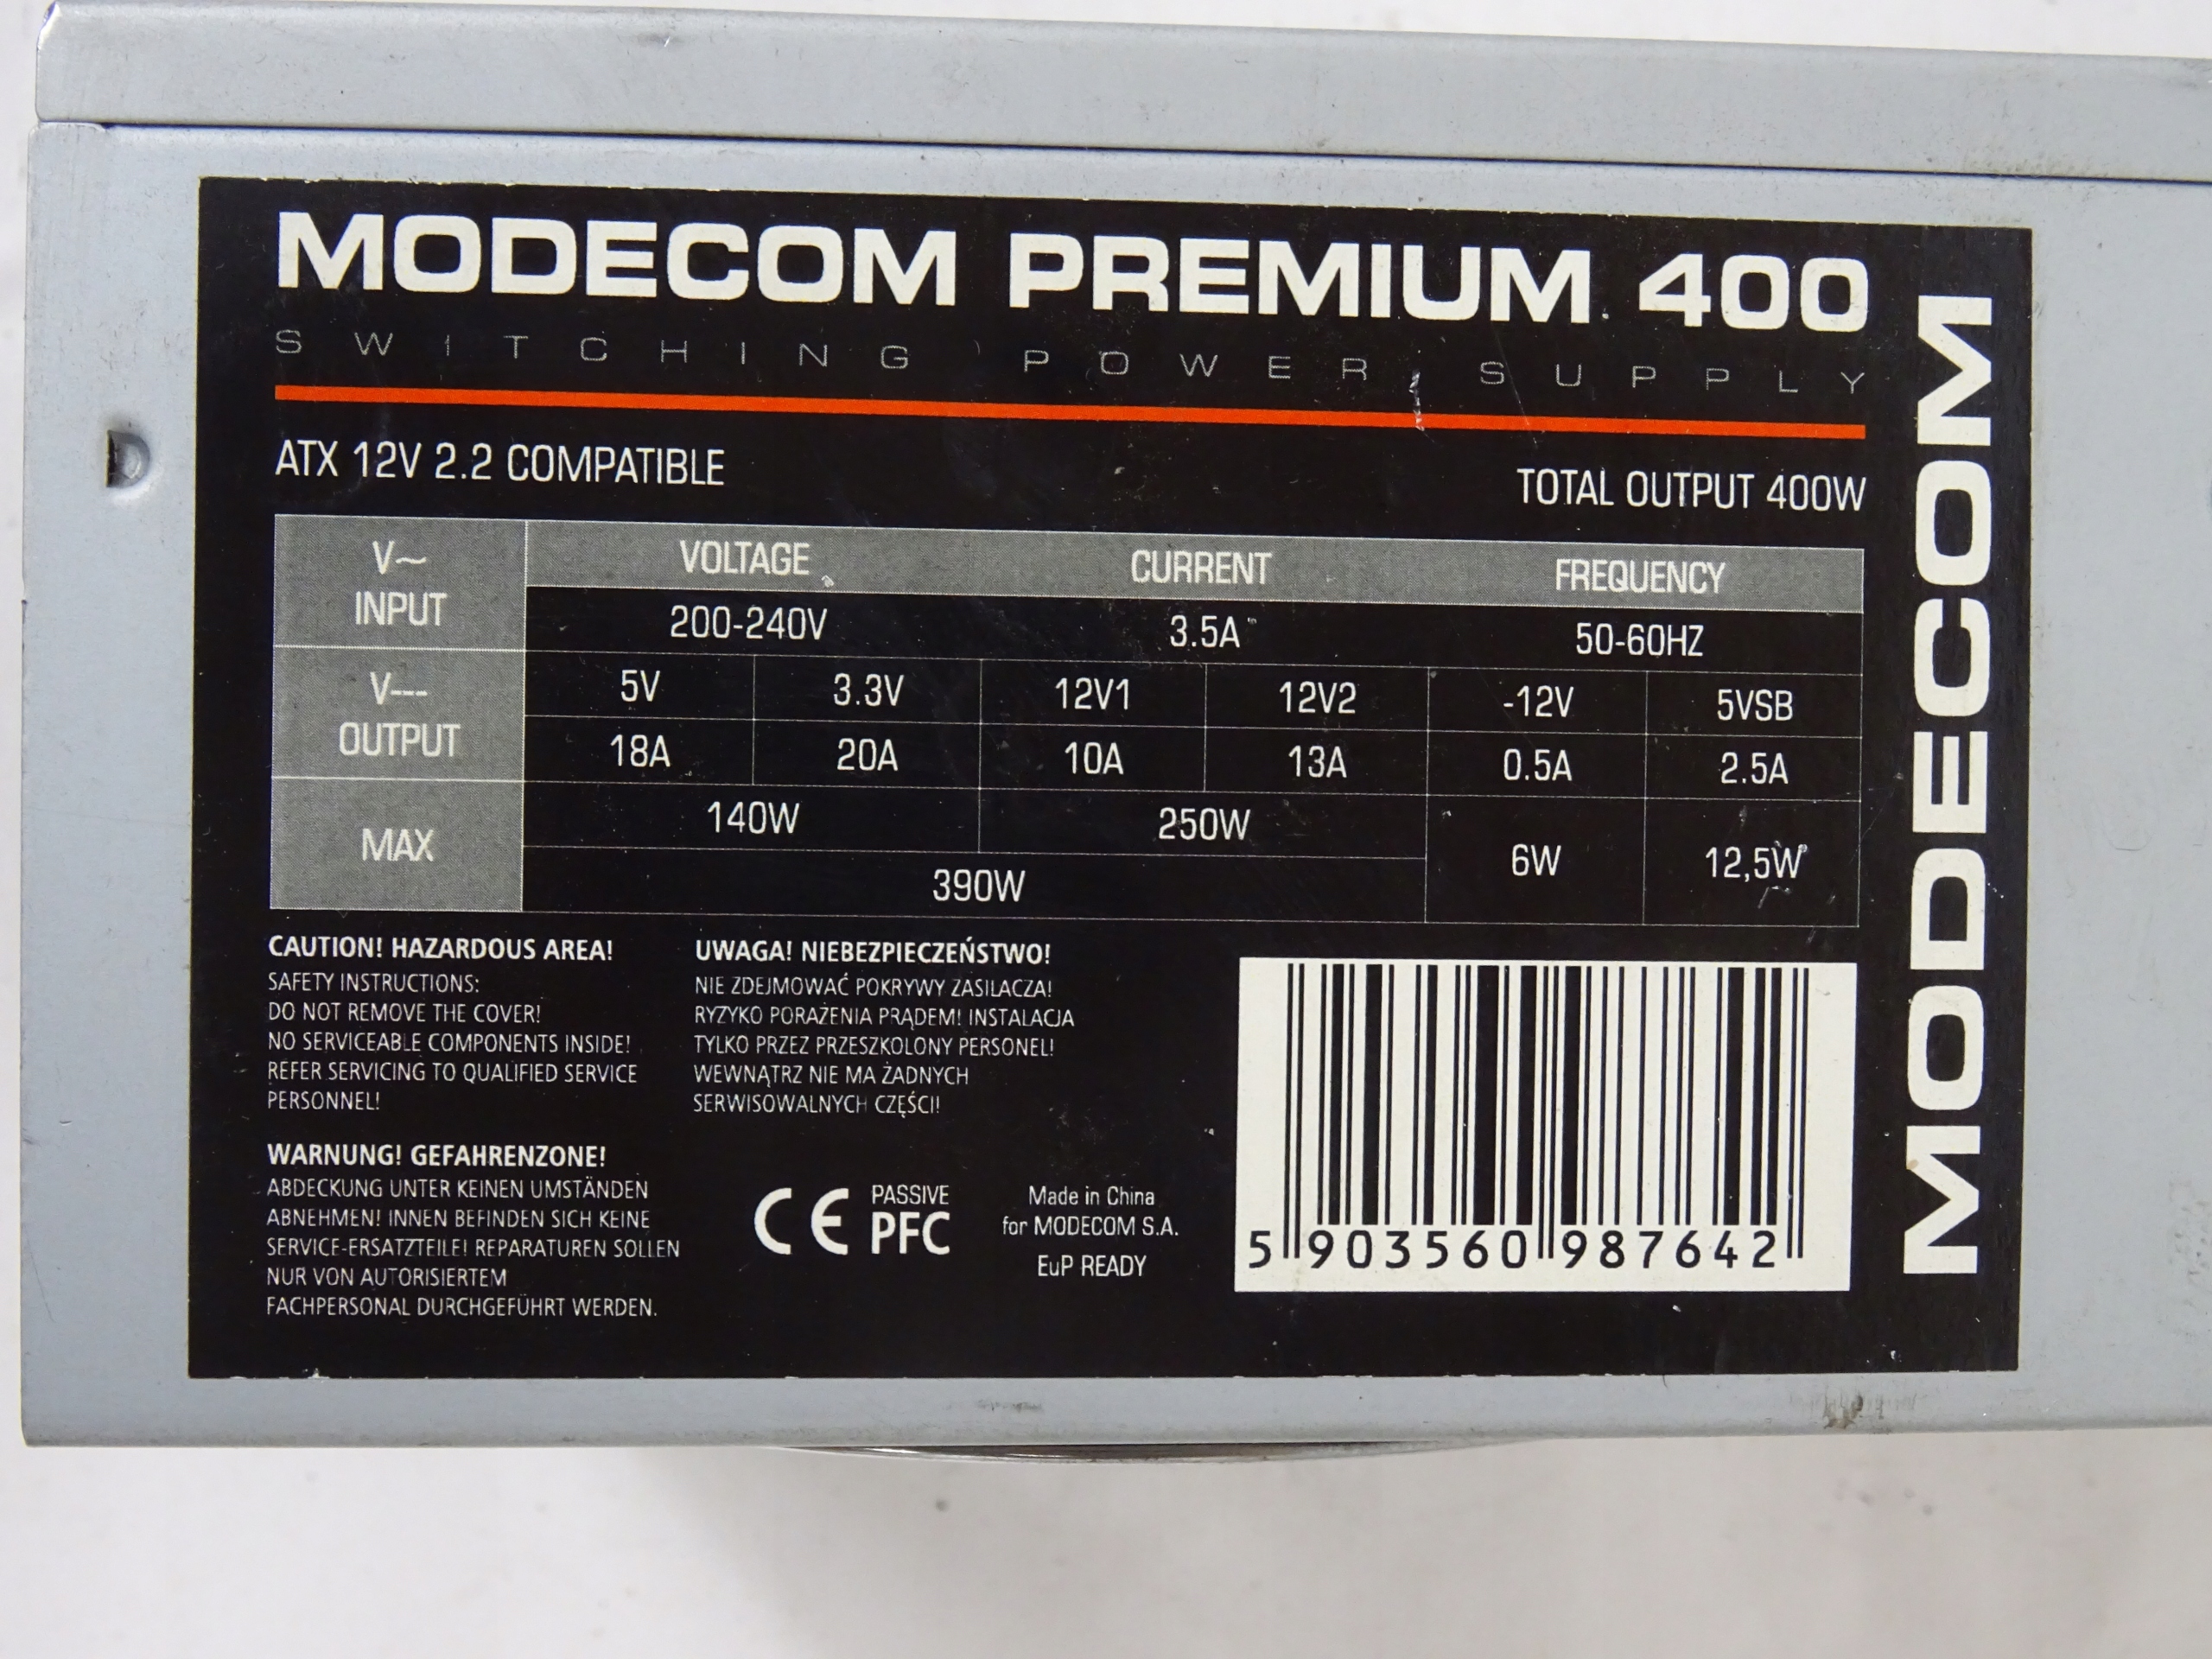 MODECOM PREMIUM 400
SWITCHING POWER SUPPLY
ATX 12V 2.2 COMPATIBLE
TOTAL OUTPUT 400W
V~ INPUT
VOLTAGE CURRENT FREQUENCY
200-240V 3.5A 50-60HZ
V--- OUTPUT
5V 3.3V 12V1 12V2 -12V 5VSB
18A 20A 10A 13A 0.5A 2.5A
MAX
140W 250W 6W 12,5W
390W
CAUTION! HAZARDOUS AREA!
SAFETY INSTRUCTIONS:
DO NOT REMOVE THE COVER!
NO SERVICEABLE COMPONENTS INSIDE!
REFER SERVICING TO QUALIFIED SERVICE
PERSONNEL!
UWAGA! NIEBEZPIECZEŃSTWO!
NIE ZDEJMOWAĆ POKRYWY ZASILACZA!
RYZYKO PORAŻENIA PRĄDEM! INSTALACJA
TYLKO PRZEZ PRZESZKOLONY PERSONEL!
WEWNĄTRZ NIE MA ŻADNYCH
SERWISOWALNYCH CZĘŚCI!
WARNUNG! GEFAHRENZONE!
ABDECKUNG UNTER KEINEN UMSTÄNDEN
ABNEHMEN! INNEN BEFINDEN SICH KEINE
SERVICE-ERSATZTEILE! REPARATUREN SOLLEN
NUR VON AUTORISIERTEM
FACHPERSONAL DURCHGEFÜHRT WERDEN.
CE
PASSIVE
PFC
Made in China
for MODECOM S.A.
EuP READY
5 903560 987642
MODECOM